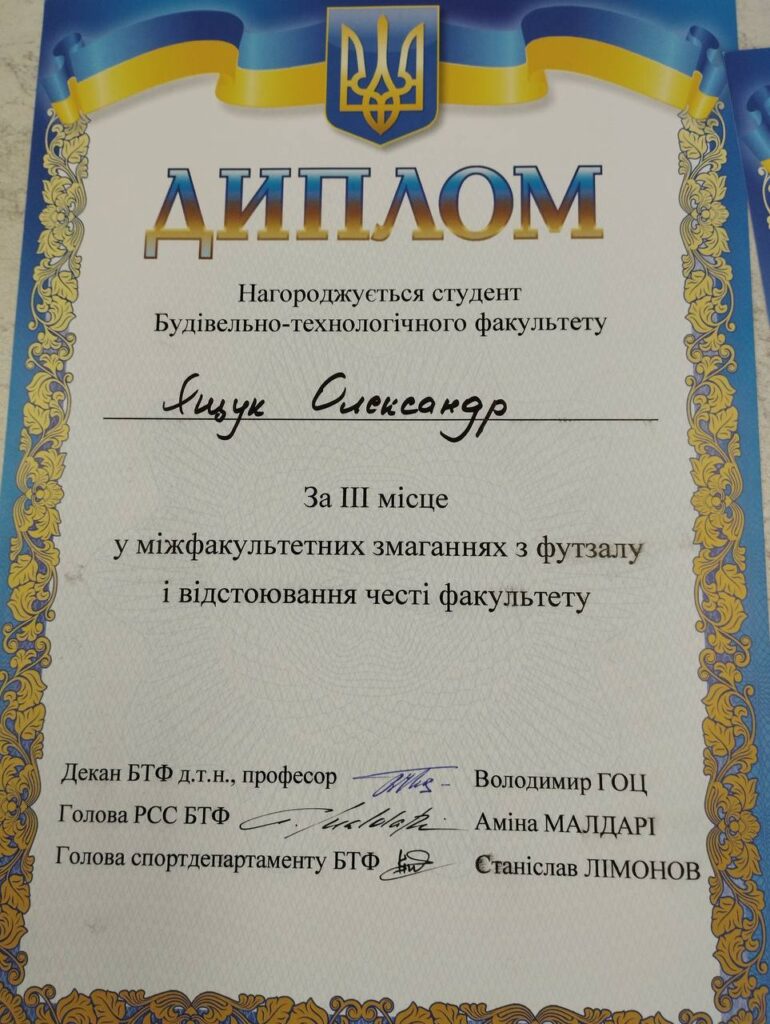 ДИПЛОМ
Нагороджується студент
Будівельно-технологічного факультету
Ящук Олександр
За ІІІ місце
у міжфакультетних змаганнях з футзалу
і відстоювання честі факультету
Декан БТФ д.т.н., професор Володимир ГОЦ
Голова РСС БТФ Аміна МАЛДАРІ
Голова спортдепартаменту БТФ Станіслав ЛІМОНОВ